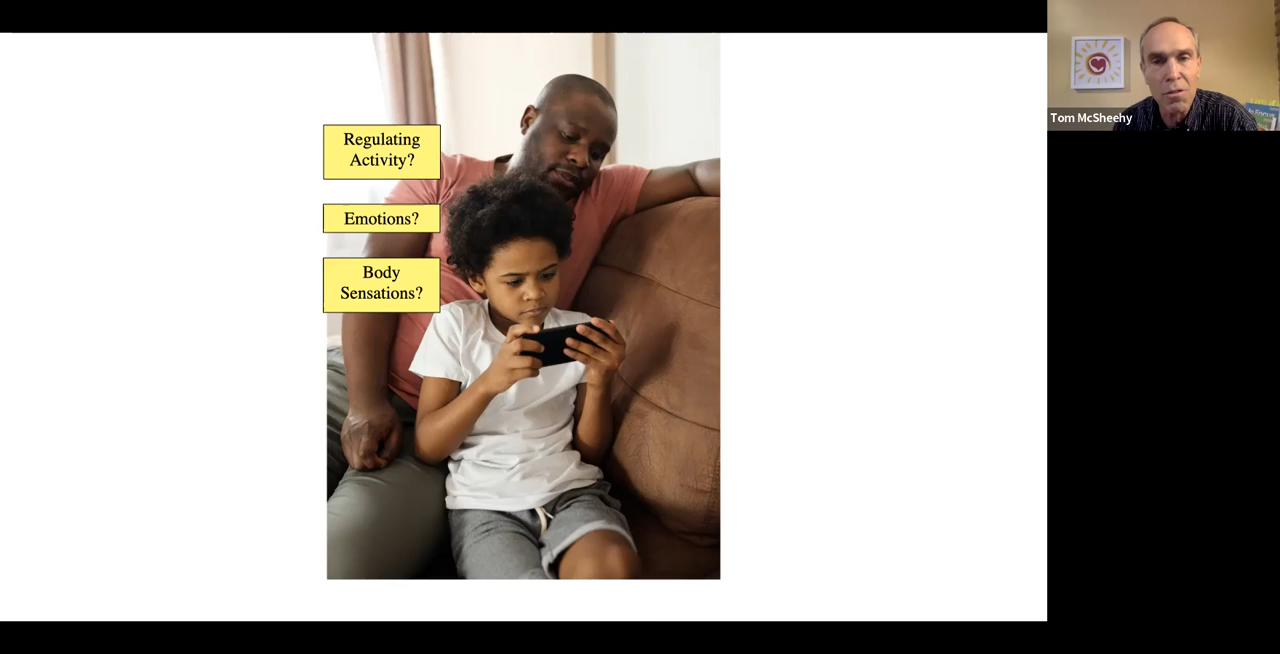 Regulating
Activity?
Emotions?
Body
Sensations?
Tom McSheehy